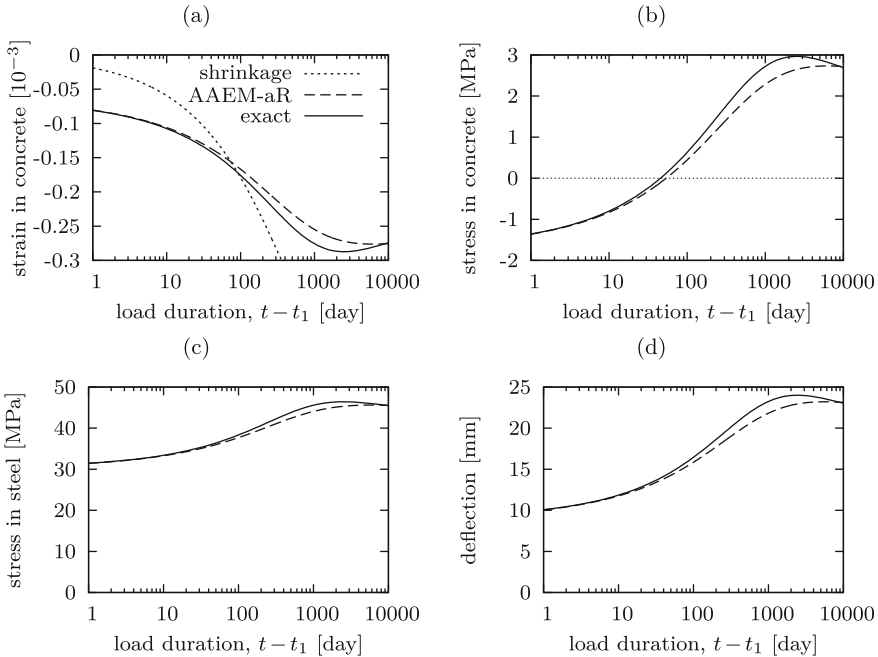 (a)
strain in concrete [10⁻³]
0
-0.05
-0.1
-0.15
-0.2
-0.25
-0.3
shrinkage
AAEM-aR
exact
1 10 100 1000 10000
load duration, t − t₁ [day]
(b)
stress in concrete [MPa]
3
2
1
0
-1
-2
1 10 100 1000 10000
load duration, t − t₁ [day]
(c)
stress in steel [MPa]
50
40
30
20
10
0
1 10 100 1000 10000
load duration, t − t₁ [day]
(d)
deflection [mm]
25
20
15
10
5
0
1 10 100 1000 10000
load duration, t − t₁ [day]